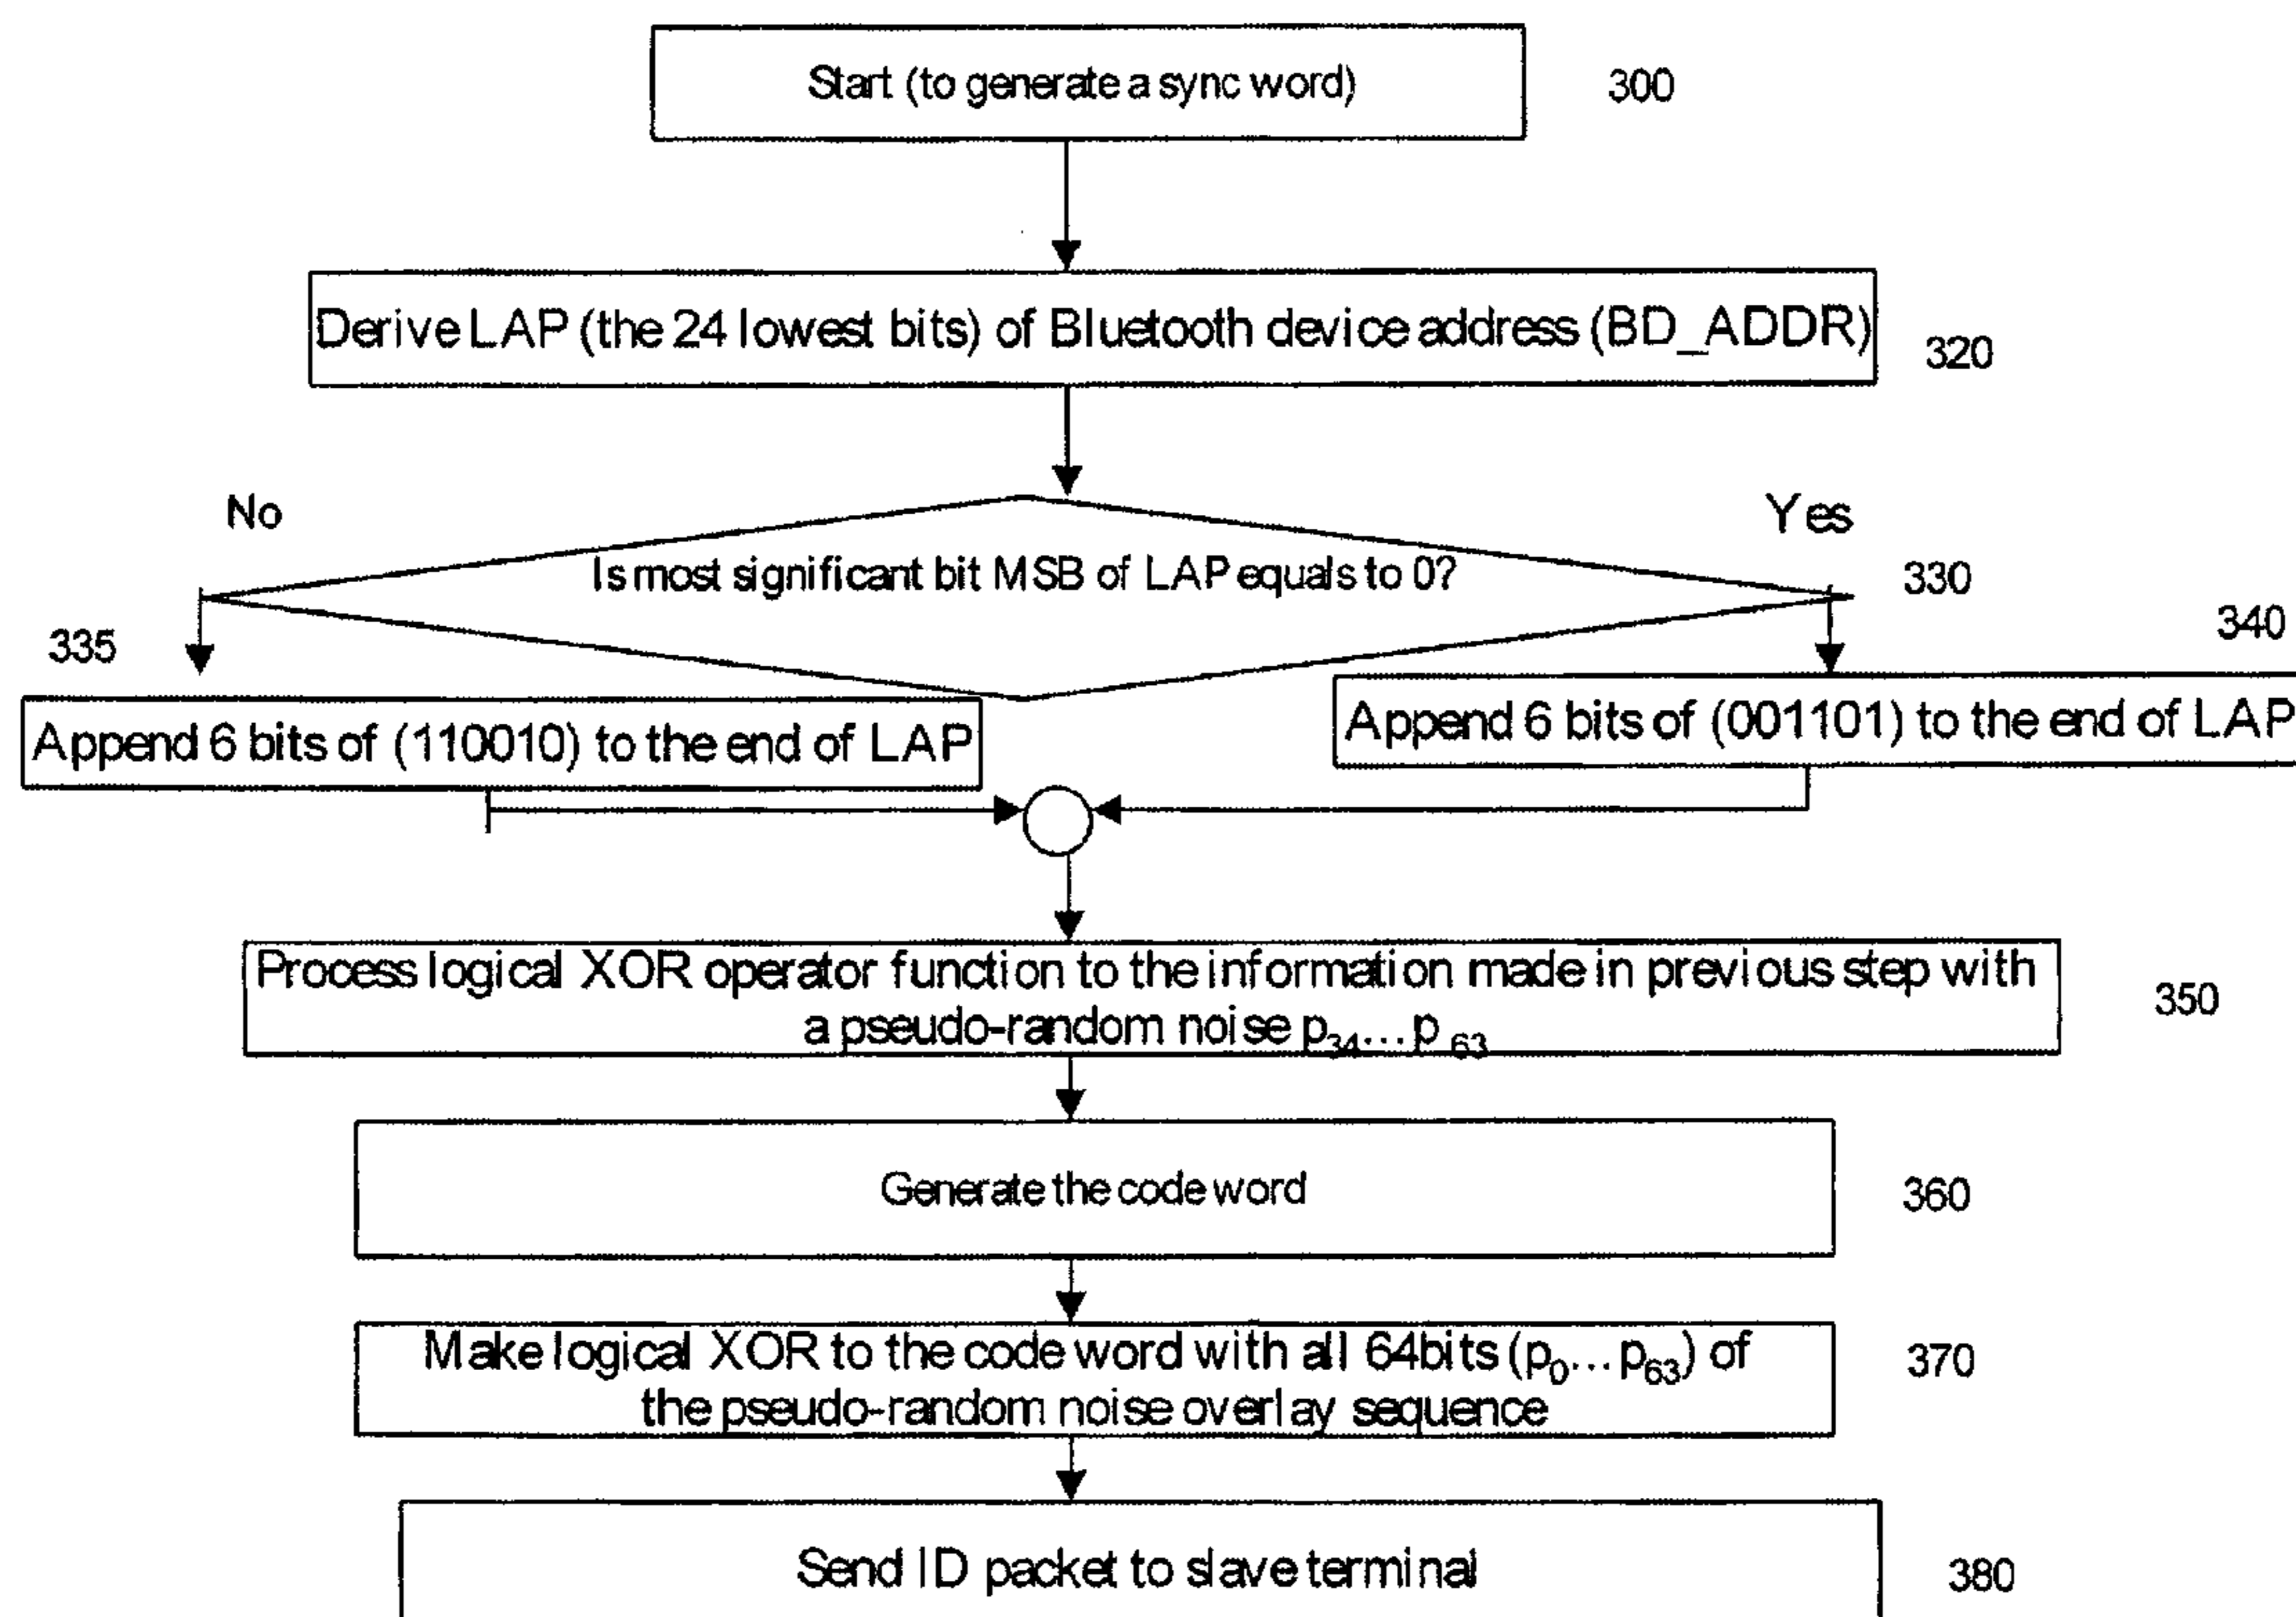 Start (to generate a sync word)
300
Derive LAP (the 24 lowest bits) of Bluetooth device address (BD_ADDR)
320
No
Yes
Is most significant bit MSB of LAP equals to 0?
330
335
340
Append 6 bits of (110010) to the end of LAP
Append 6 bits of (001101) to the end of LAP
Process logical XOR operator function to the information made in previous step with
a pseudo-random noise p34... p 63
350
Generate the code word
360
Make logical XOR to the code word with all 64bits (p0... p63) of
the pseudo-random noise overlay sequence
370
Send ID packet to slave terminal
380